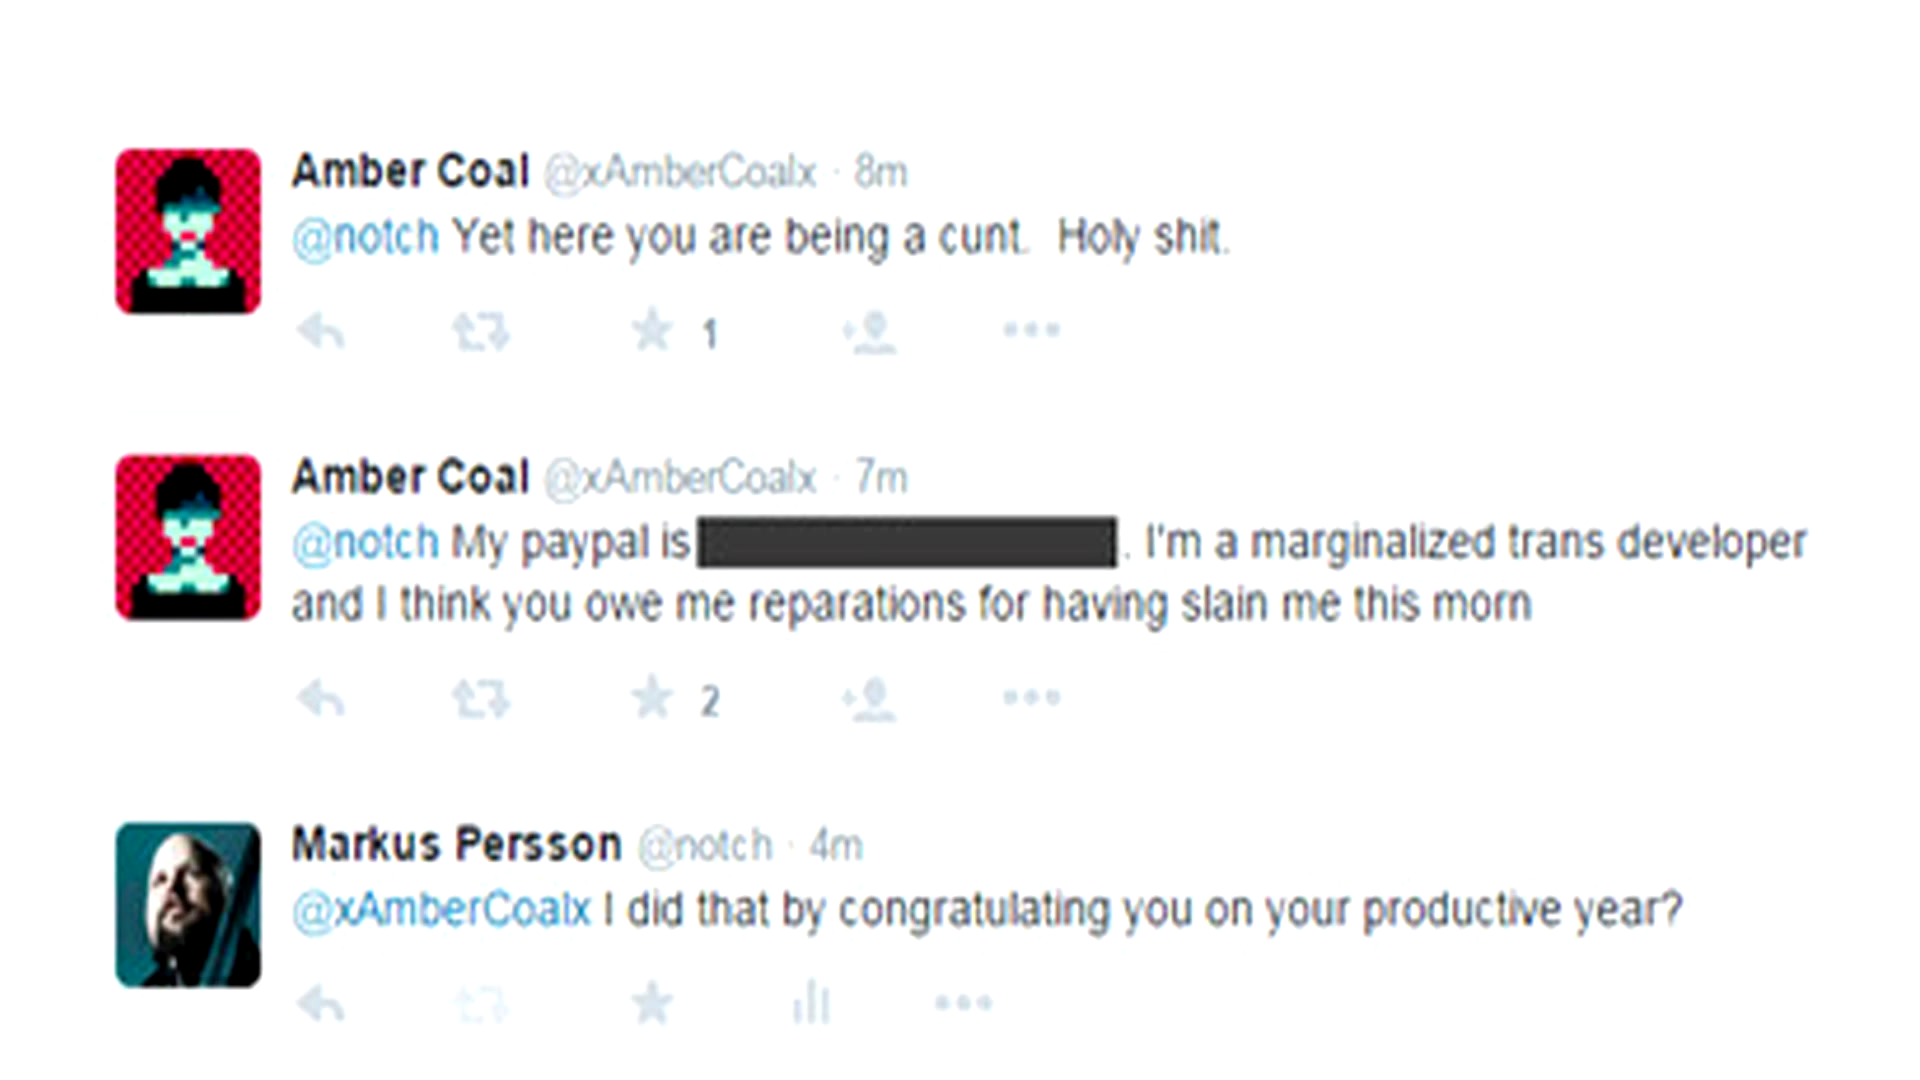 Amber Coal @xAmberCoalx · 8m
@notch Yet here you are being a cunt.  Holy shit.
1
Amber Coal @xAmberCoalx · 7m
@notch My paypal is . I'm a marginalized trans developer
and I think you owe me reparations for having slain me this morn
2
Markus Persson @notch · 4m
@xAmberCoalx I did that by congratulating you on your productive year?